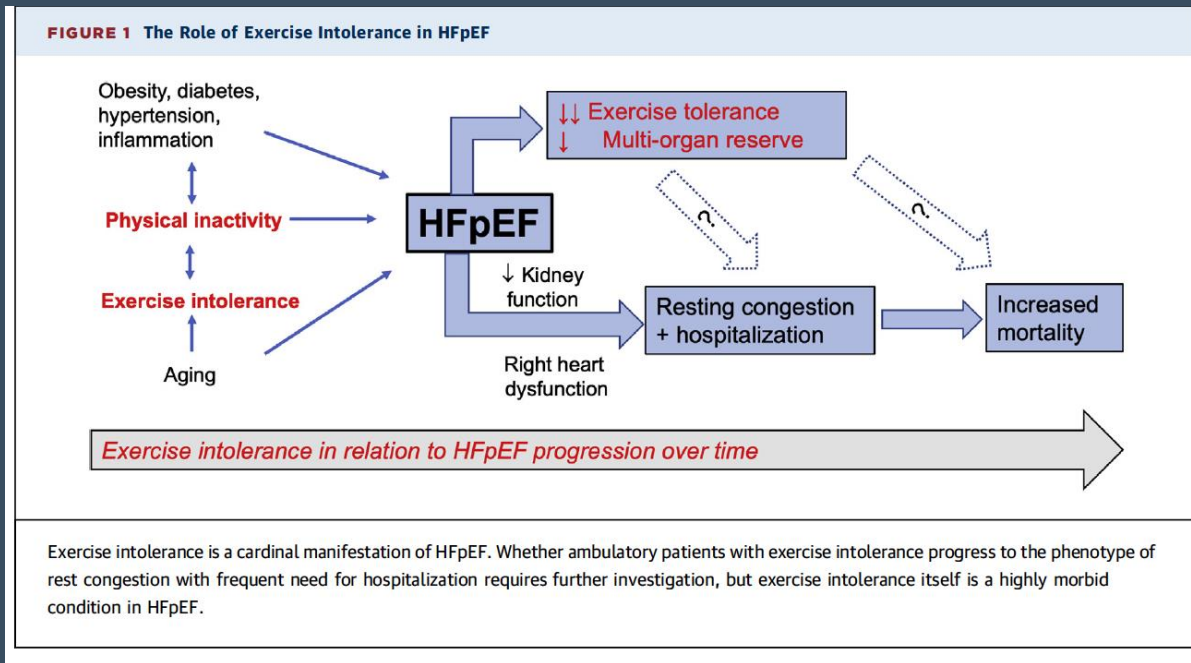 FIGURE 1 The Role of Exercise Intolerance in HFpEF
Obesity, diabetes,
hypertension,
inflammation
Physical inactivity
Exercise intolerance
Aging
HFpEF
↓↓ Exercise tolerance
↓ Multi-organ reserve
?
?
↓ Kidney
function
Right heart
dysfunction
Resting congestion
+ hospitalization
Increased
mortality
Exercise intolerance in relation to HFpEF progression over time
Exercise intolerance is a cardinal manifestation of HFpEF. Whether ambulatory patients with exercise intolerance progress to the phenotype of
rest congestion with frequent need for hospitalization requires further investigation, but exercise intolerance itself is a highly morbid
condition in HFpEF.